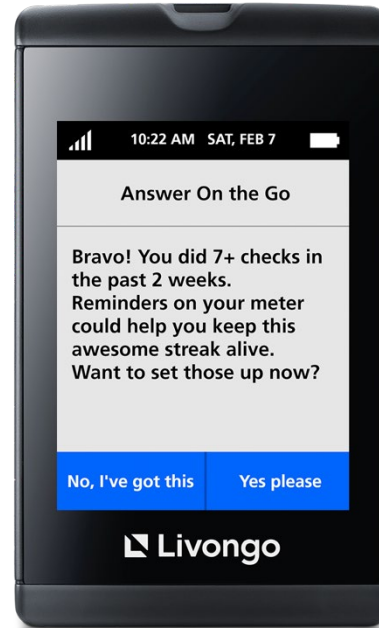 10:22 AM SAT, FEB 7
Answer On the Go
Bravo! You did 7+ checks in
the past 2 weeks.
Reminders on your meter
could help you keep this
awesome streak alive.
Want to set those up now?
No, I've got this Yes please
Livongo